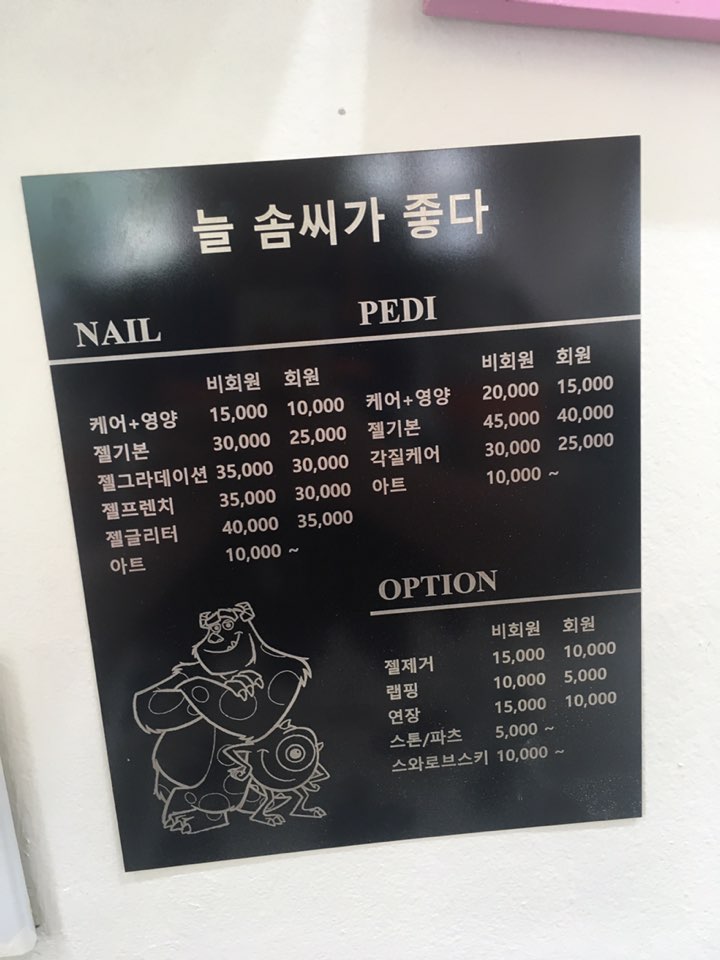 늘 솜씨가 좋다
NAIL
비회원 회원
케어+영양 15,000 10,000
젤기본 30,000 25,000
젤그라데이션 35,000 30,000
젤프렌치 35,000 30,000
젤글리터 40,000 35,000
아트 10,000 ~
PEDI
비회원 회원
케어+영양 20,000 15,000
젤기본 45,000 40,000
각질케어 30,000 25,000
아트 10,000 ~
OPTION
비회원 회원
젤제거 15,000 10,000
랩핑 10,000 5,000
연장 15,000 10,000
스톤/파츠 5,000 ~
스와로브스키 10,000 ~